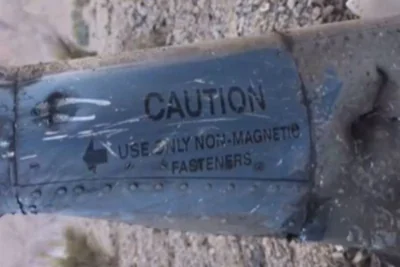 CAUTION
USE ONLY NON-MAGNETIC
FASTENERS